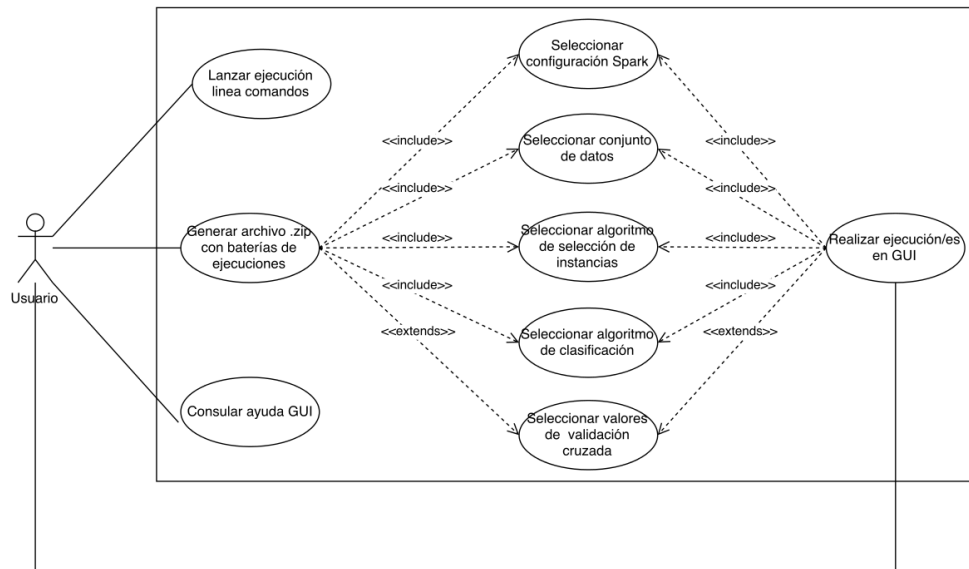 Seleccionar
configuración Spark
Lanzar ejecución
linea comandos
<<include>>
<<include>>
Seleccionar conjunto
de datos
<<include>>
<<include>>
Usuario
Generar archivo .zip
con baterías de
ejecuciones
<<include>>
Seleccionar algoritmo
de selección de
instancias
<<include>>
Realizar ejecución/es
en GUI
<<include>>
<<include>>
<<extends>>
Seleccionar algoritmo
de clasificación
<<extends>>
Consular ayuda GUI
Seleccionar valores
de validación
cruzada